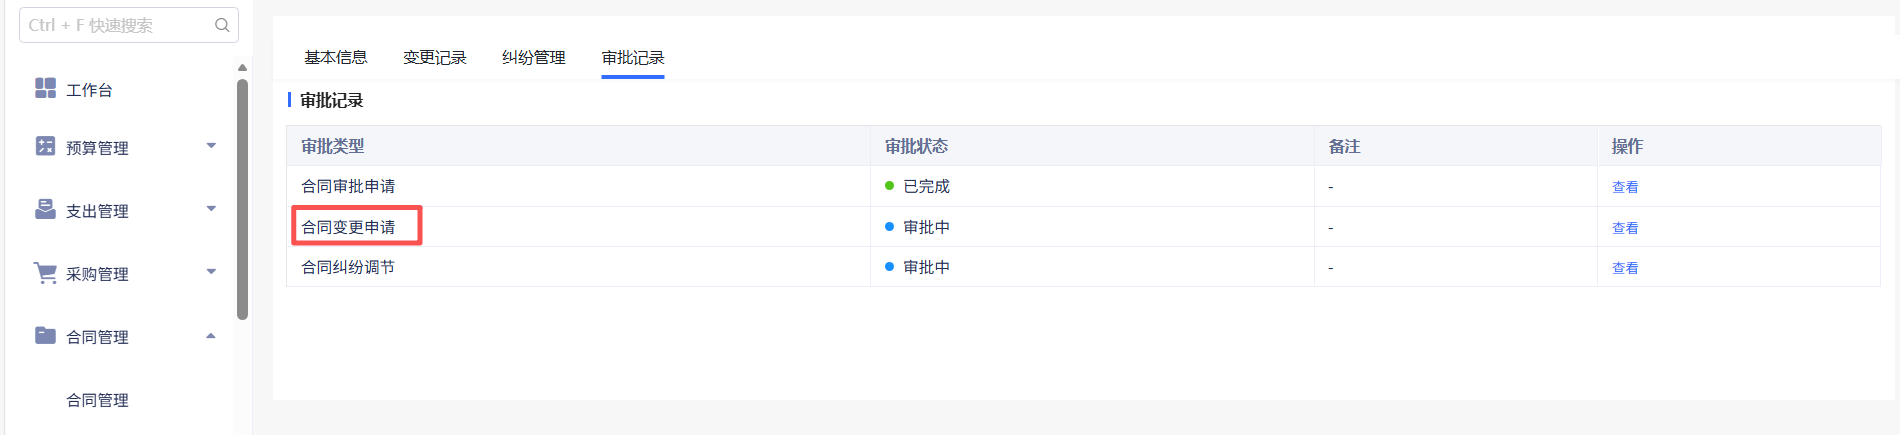 Ctrl + F 快速搜索
工作台
预算管理
支出管理
采购管理
合同管理
合同管理
基本信息 变更记录 纠纷管理 审批记录
审批记录
审批类型 审批状态 备注 操作
合同审批申请 已完成 - 查看
合同变更申请 审批中 - 查看
合同纠纷调节 审批中 - 查看